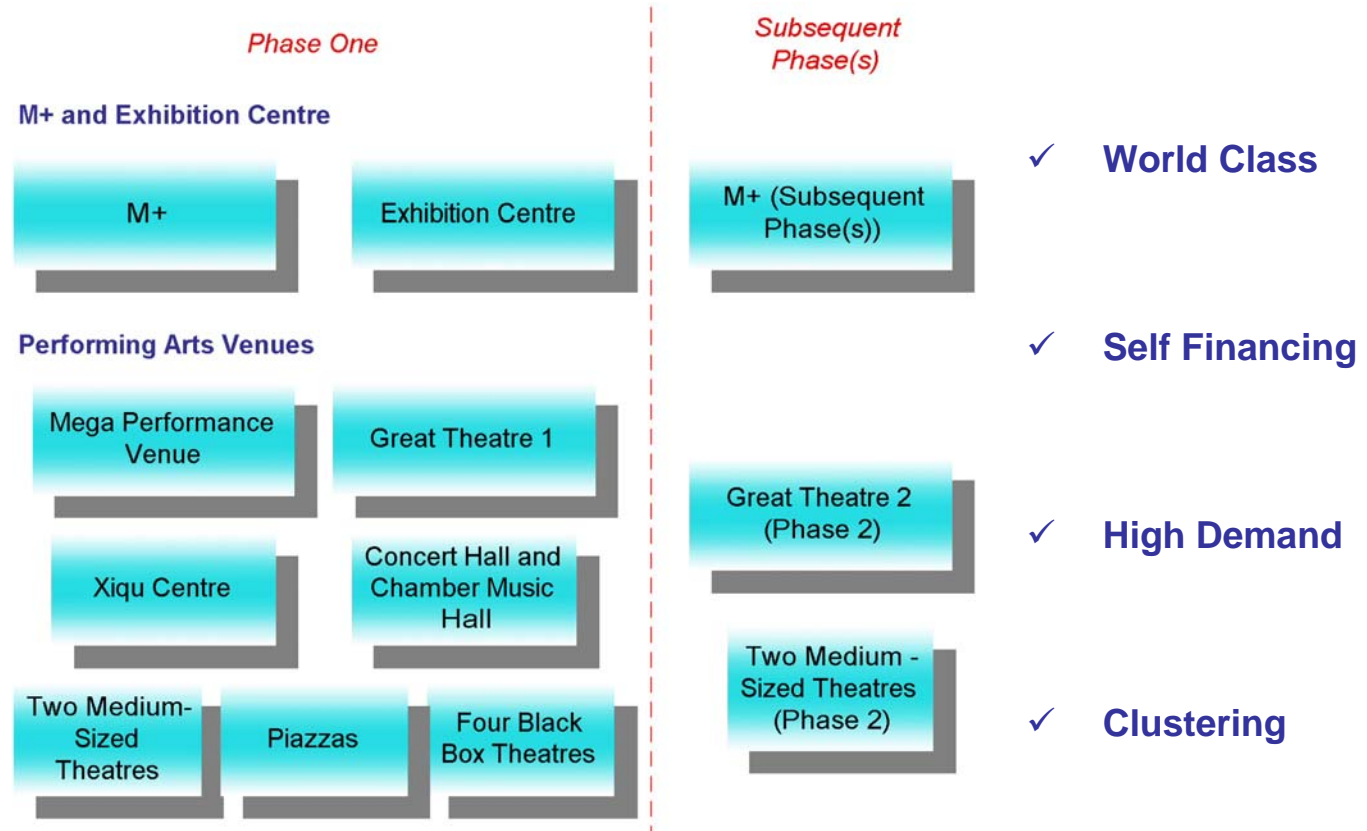 Phase One
Subsequent
Phase(s)
M+ and Exhibition Centre
M+
Exhibition Centre
M+ (Subsequent
Phase(s))
Performing Arts Venues
Mega Performance
Venue
Great Theatre 1
Great Theatre 2
(Phase 2)
Xiqu Centre
Concert Hall and
Chamber Music
Hall
Two Medium -
Sized Theatres
(Phase 2)
Two Medium-
Sized
Theatres
Piazzas
Four Black
Box Theatres
✓ World Class
✓ Self Financing
✓ High Demand
✓ Clustering